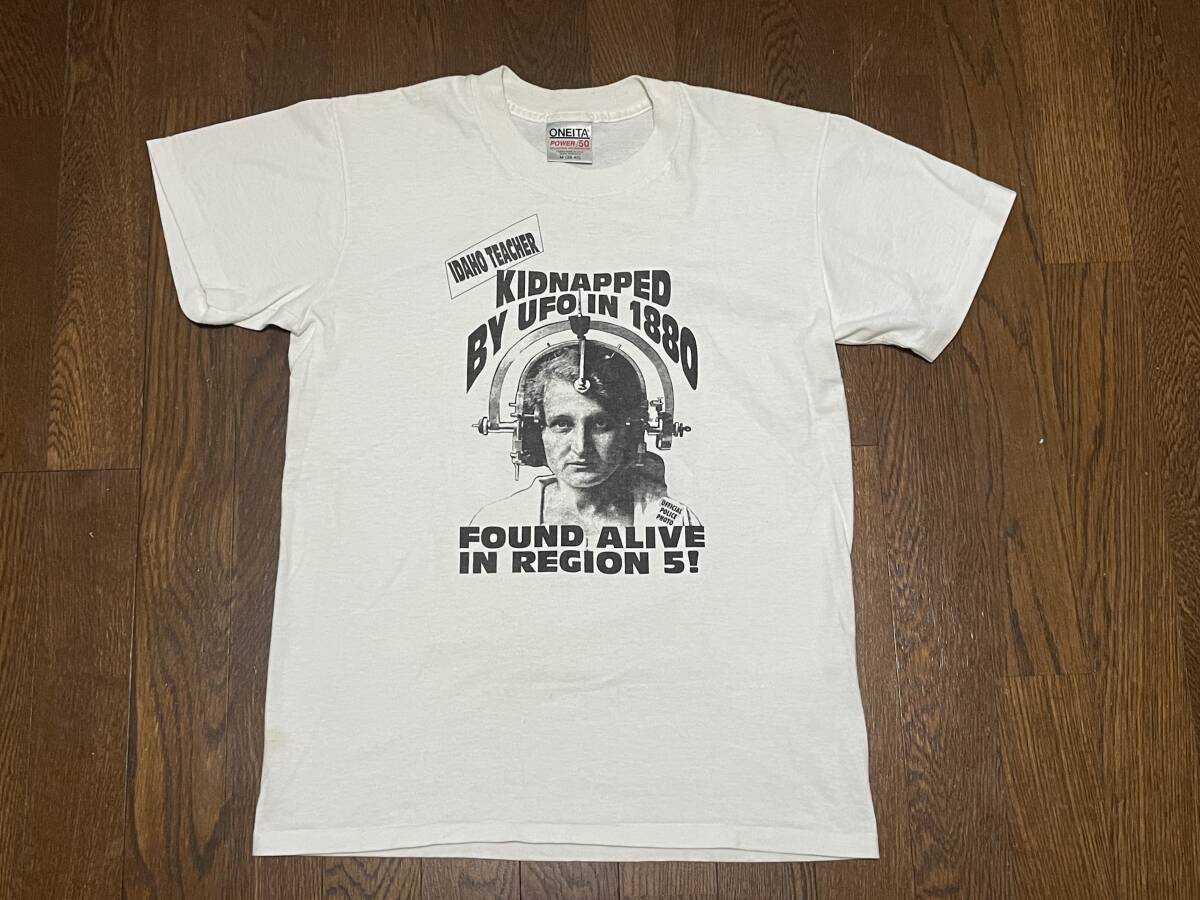 ONEITA
POWER/50
IDAHO TEACHER
KIDNAPPED
BY UFO IN 1880
OFFICIAL
POLICE
PHOTO
FOUND ALIVE
IN REGION 5!